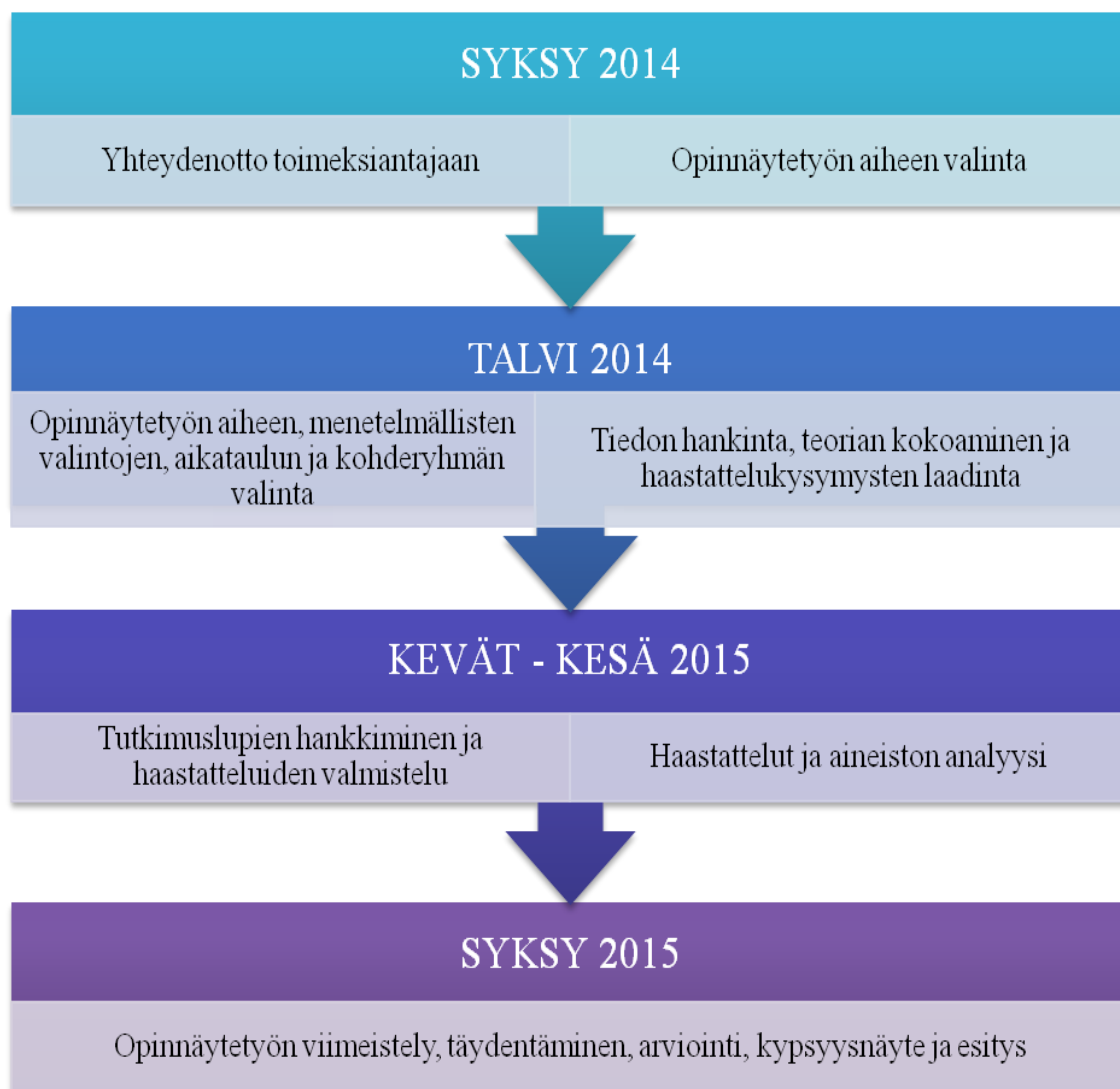 SYKSY 2014
Yhteydenotto toimeksiantajaan
Opinnäytetyön aiheen valinta
TALVI 2014
Opinnäytetyön aiheen, menetelmällisten
valintojen, aikataulun ja kohderyhmän
valinta
Tiedon hankinta, teorian kokoaminen ja
haastattelukysymysten laadinta
KEVÄT - KESÄ 2015
Tutkimuslupien hankkiminen ja
haastatteluiden valmistelu
Haastattelut ja aineiston analyysi
SYKSY 2015
Opinnäytetyön viimeistely, täydentäminen, arviointi, kypsyysnäyte ja esitys